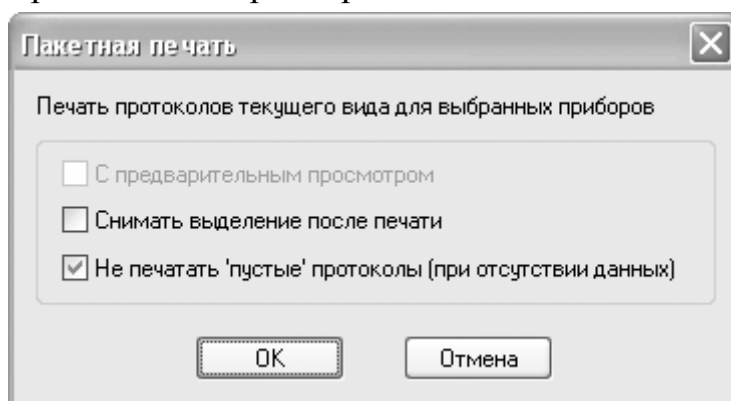 Пакетная печать
Печать протоколов текущего вида для выбранных приборов
С предварительным просмотром
Снимать выделение после печати
Не печатать 'пустые' протоколы (при отсутствии данных)
OK
Отмена